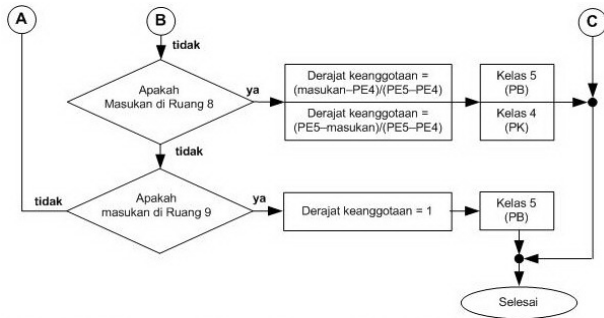 A
B
C
tidak
Apakah
Masukan di Ruang 8
ya
Derajat keanggotaan =
(masukan–PE4)/(PE5–PE4)
Derajat keanggotaan =
(PE5–masukan)/(PE5–PE4)
Kelas 5
(PB)
Kelas 4
(PK)
tidak
tidak
Apakah
masukan di Ruang 9
ya
Derajat keanggotaan = 1
Kelas 5
(PB)
Selesai